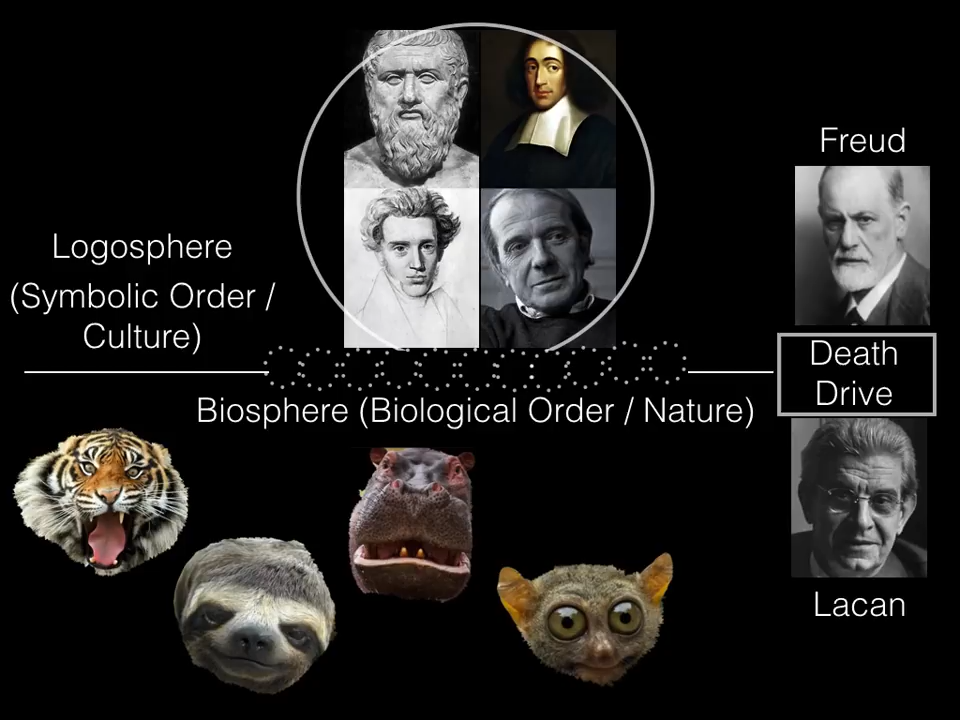 Freud
Logosphere
(Symbolic Order /
Culture)
Death
Drive
Biosphere (Biological Order / Nature)
Lacan